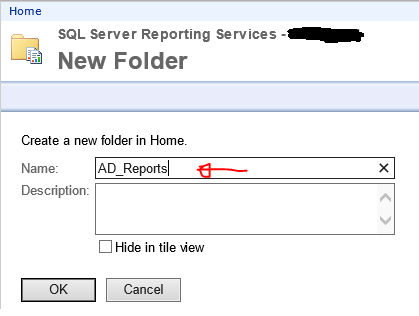 Home
SQL Server Reporting Services -
New Folder
Create a new folder in Home.
Name: AD_Reports
Description:
Hide in tile view
OK Cancel